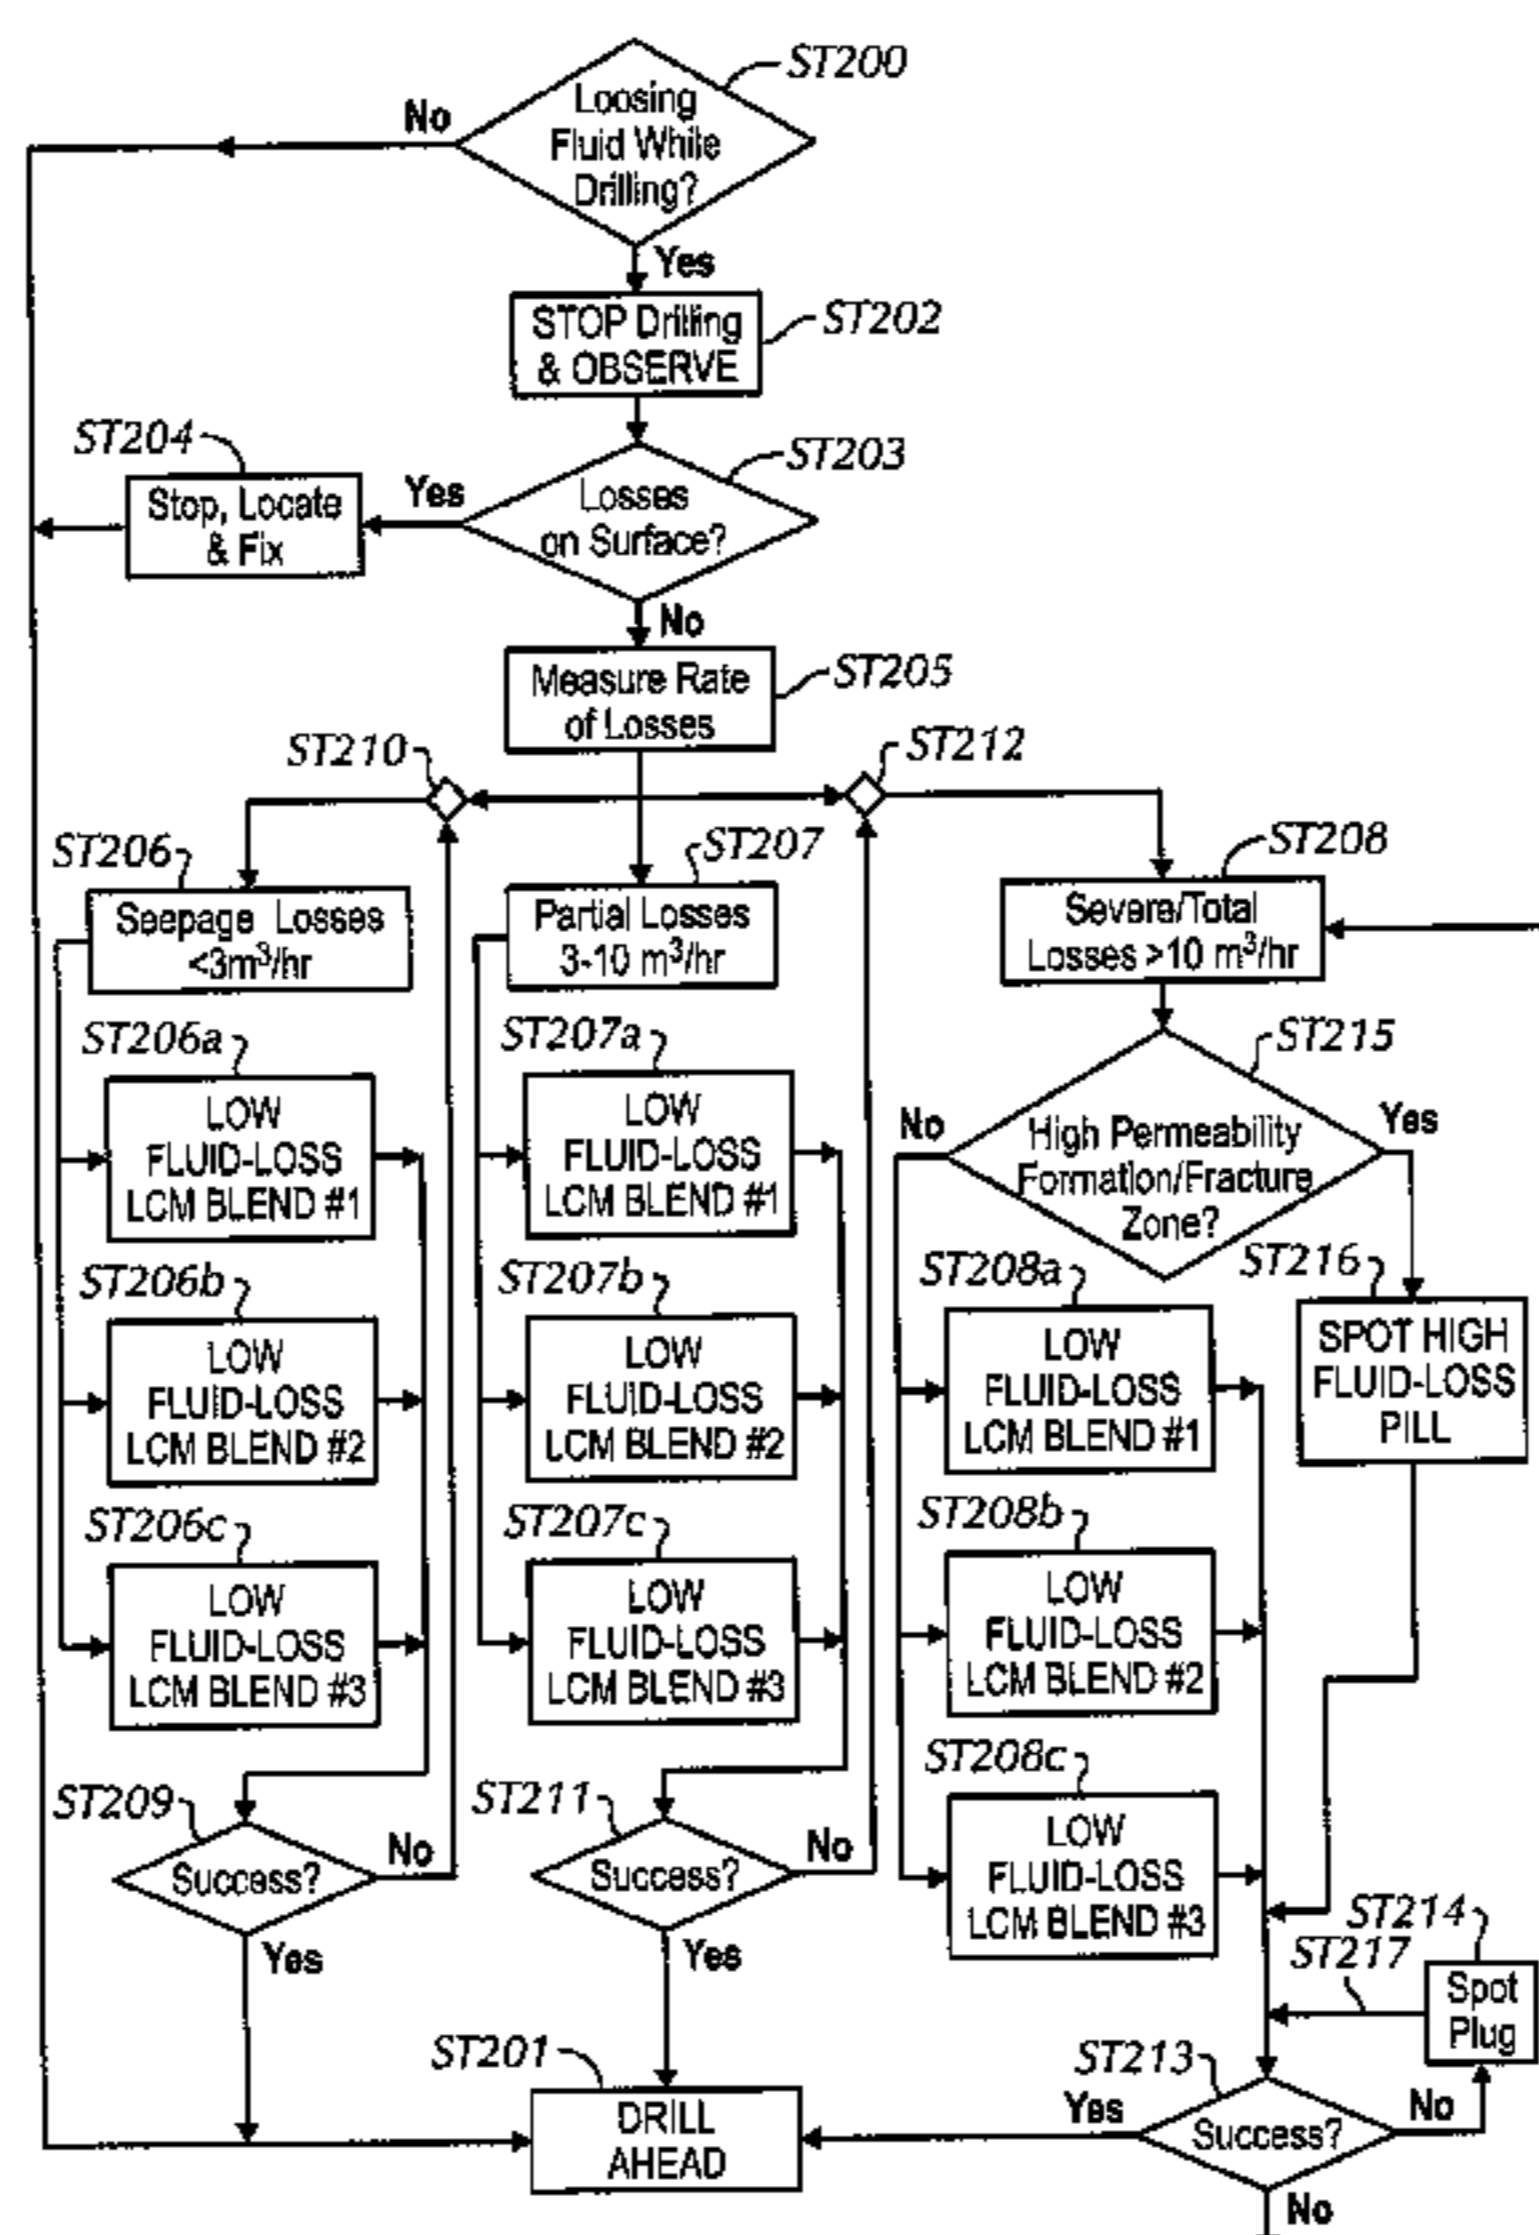 ST200
Loosing
Fluid While
Drilling?
No
Yes
STOP Drilling
& OBSERVE
ST202
ST204
Stop, Locate
& Fix
Yes
ST203
Losses
on Surface?
No
Measure Rate
of Losses
ST205
ST210
ST212
ST206
Seepage Losses
<3m³/hr
ST207
Partial Losses
3-10 m³/hr
ST208
Severe/Total
Losses >10 m³/hr
ST206a
LOW
FLUID-LOSS
LCM BLEND #1
ST206b
LOW
FLUID-LOSS
LCM BLEND #2
ST206c
LOW
FLUID-LOSS
LCM BLEND #3
ST209
Success?
No
Yes
ST207a
LOW
FLUID-LOSS
LCM BLEND #1
ST207b
LOW
FLUID-LOSS
LCM BLEND #2
ST207c
LOW
FLUID-LOSS
LCM BLEND #3
ST211
Success?
No
Yes
ST215
No
High Permeability
Formation/Fracture
Zone?
Yes
ST208a
LOW
FLUID-LOSS
LCM BLEND #1
ST216
SPOT HIGH
FLUID-LOSS
PILL
ST208b
LOW
FLUID-LOSS
LCM BLEND #2
ST208c
LOW
FLUID-LOSS
LCM BLEND #3
ST214
ST217
Spot
Plug
ST201
DRILL
AHEAD
ST213
Yes
Success?
No
No